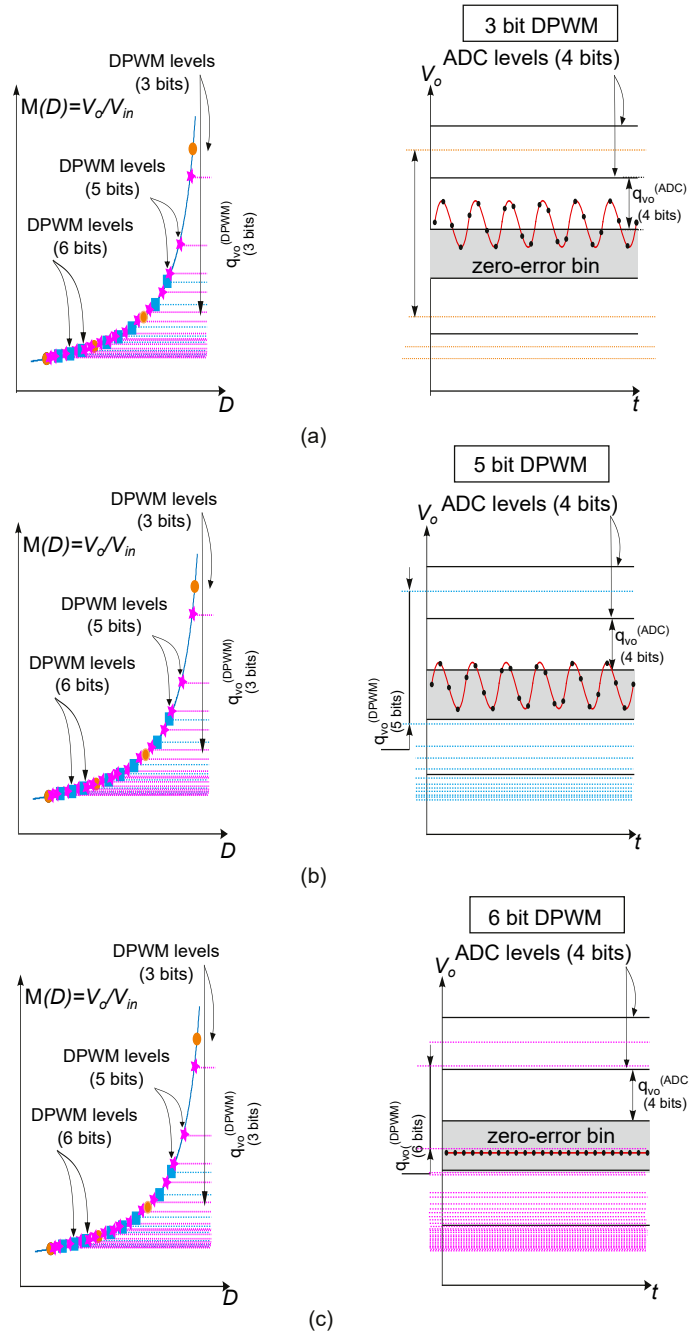 3 bit DPWM
DPWM levels
(3 bits)
M(D)=Vo/Vin
DPWM levels
(5 bits)
DPWM levels
(6 bits)
qvo(DPWM)
(3 bits)
D
Vo
ADC levels (4 bits)
qvo(ADC)
(4 bits)
zero-error bin
t
(a)
5 bit DPWM
DPWM levels
(3 bits)
M(D)=Vo/Vin
DPWM levels
(5 bits)
DPWM levels
(6 bits)
qvo(DPWM)
(3 bits)
D
Vo
ADC levels (4 bits)
qvo(ADC)
(4 bits)
qvo(DPWM)
(5 bits)
t
(b)
6 bit DPWM
DPWM levels
(3 bits)
M(D)=Vo/Vin
DPWM levels
(5 bits)
DPWM levels
(6 bits)
qvo(DPWM)
(3 bits)
D
Vo
ADC levels (4 bits)
qvo(ADC
(4 bits)
zero-error bin
qvo((DPWM)
(6 bits)
t
(c)